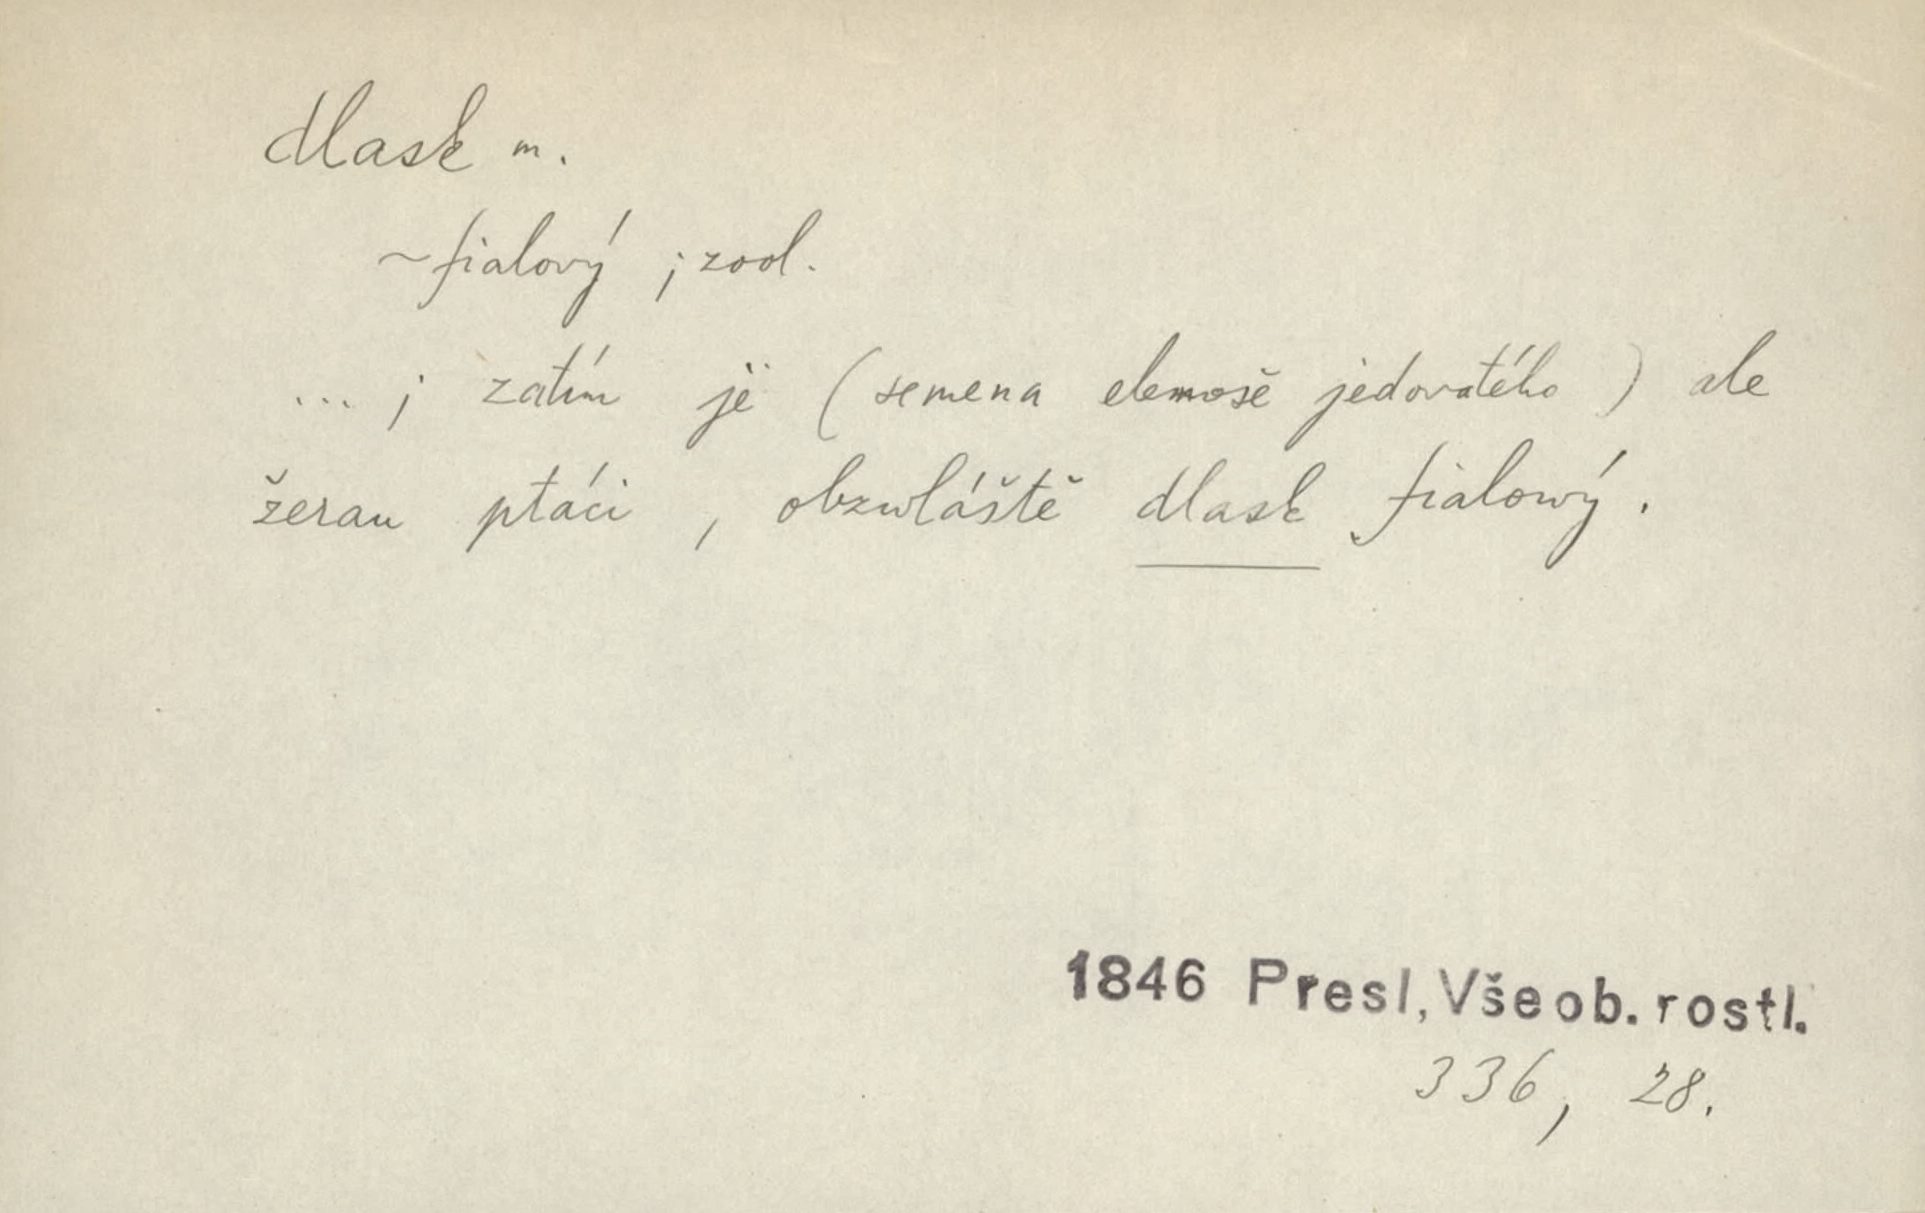 dlask m.
~ fialový ; zool.
... ; zatím je (semena elemoše jedovatého) ale
žerau ptáci , obzwláště dlask fialowý .
1846 Presl, Všeob. rostl.
336, 28.